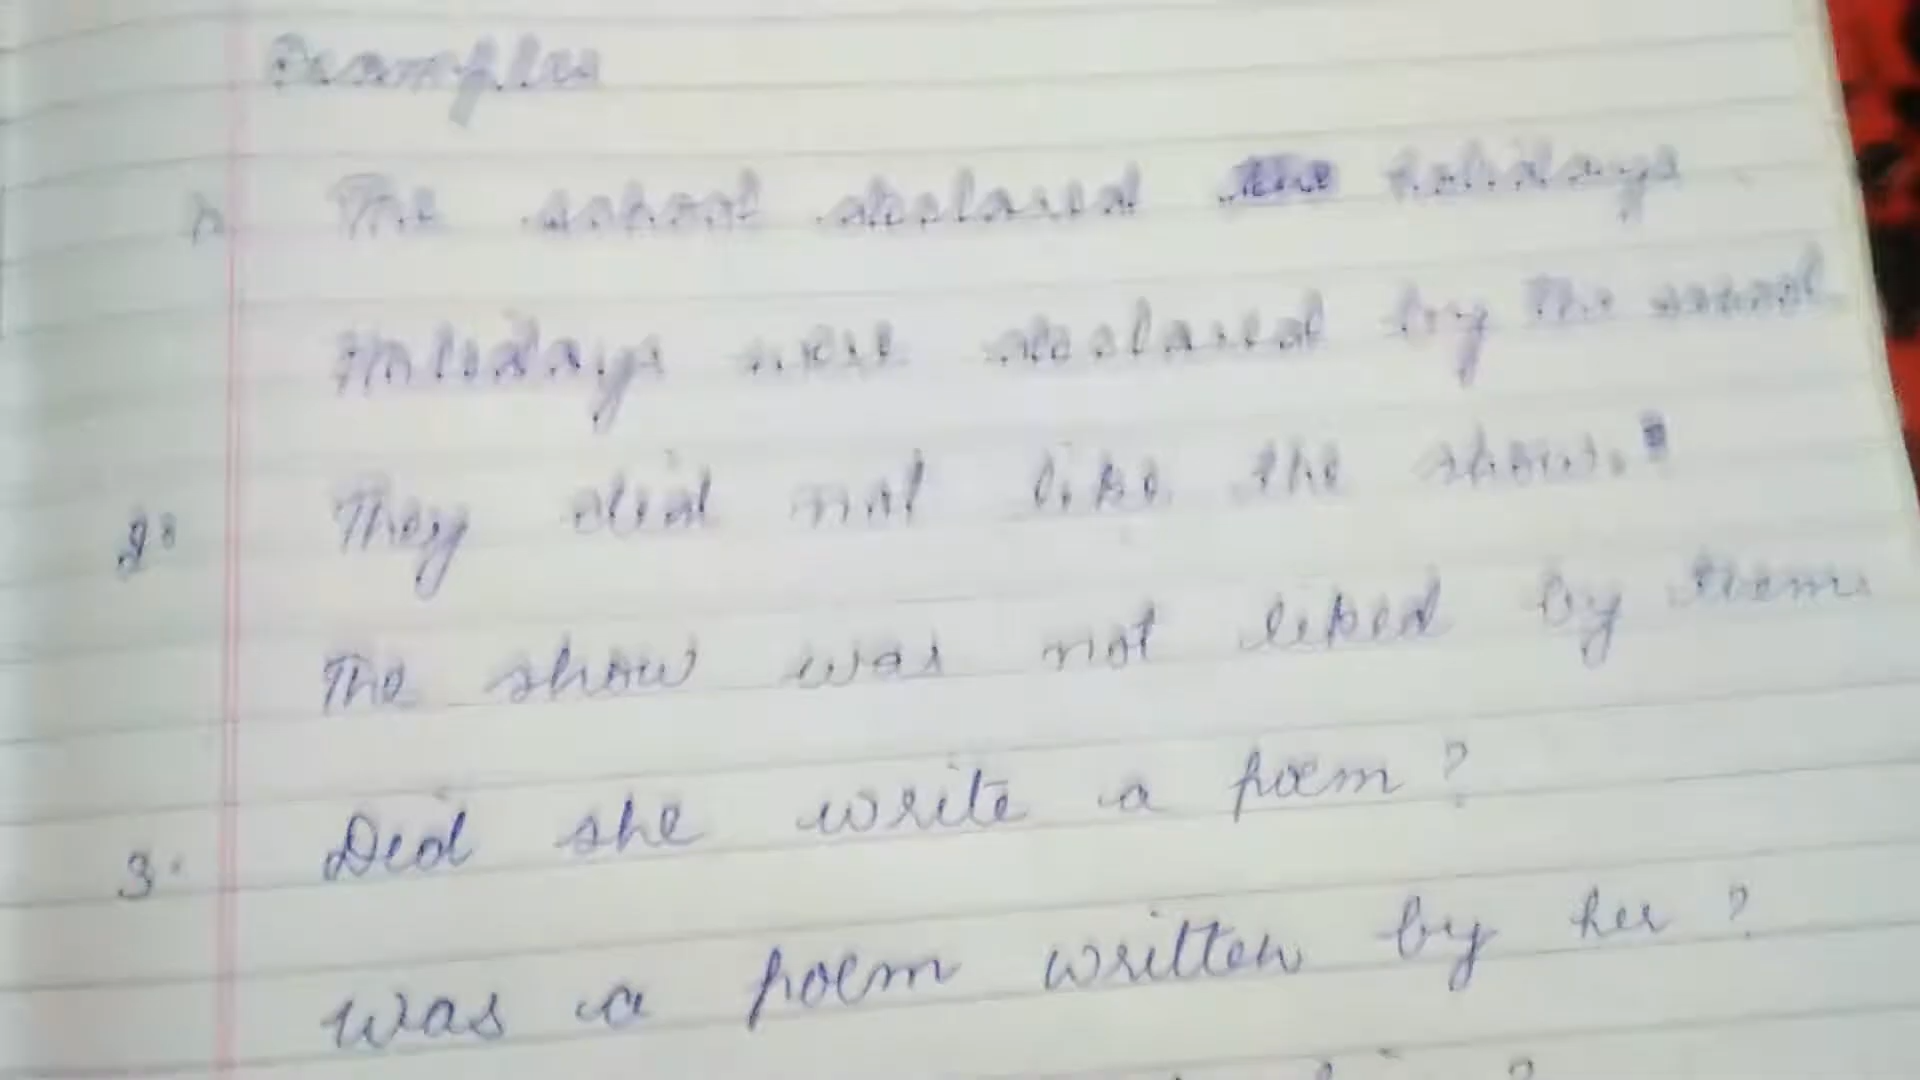 Examples
1. The school declared the holidays
Holidays were declared by the school
2. They did not like the show.
The show was not liked by them.
3. Did she write a poem ?
was a poem written by her ?